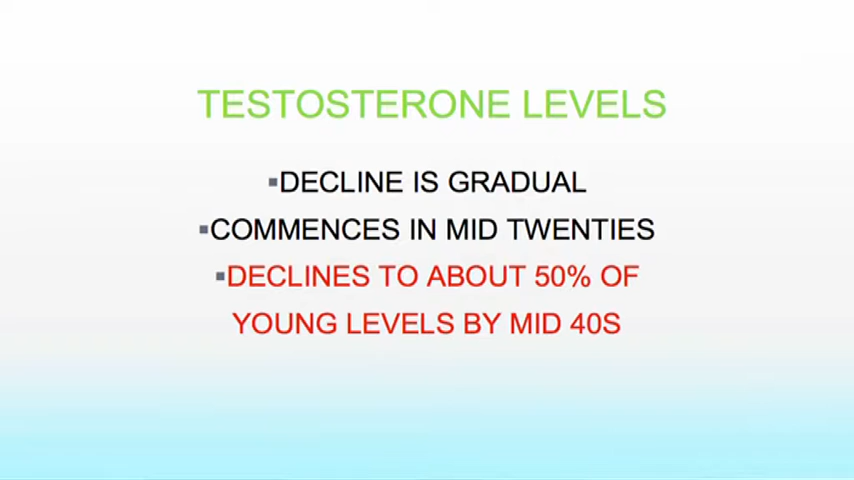 TESTOSTERONE LEVELS
▪DECLINE IS GRADUAL
▪COMMENCES IN MID TWENTIES
▪DECLINES TO ABOUT 50% OF
YOUNG LEVELS BY MID 40S